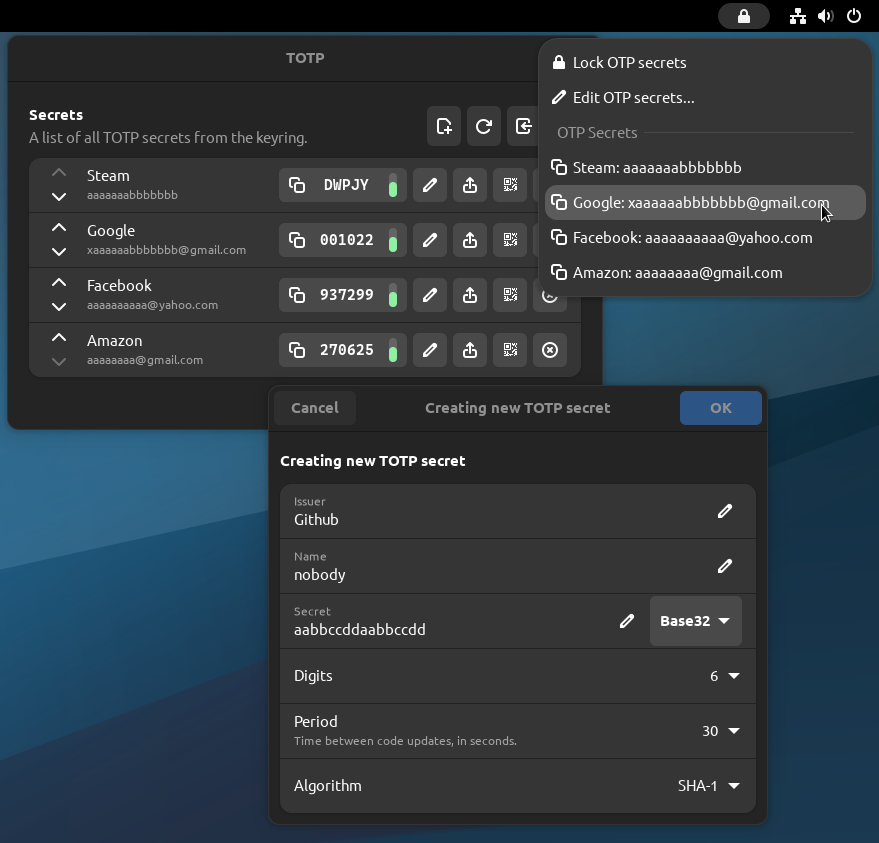 TOTP
Secrets
A list of all TOTP secrets from the keyring.
Steam
aaaaaaabbbbbbb
DWPJY
Google
xaaaaaabbbbbbb@gmail.com
001022
Facebook
aaaaaaaaaa@yahoo.com
937299
Amazon
aaaaaaaa@gmail.com
270625
Lock OTP secrets
Edit OTP secrets...
OTP Secrets
Steam: aaaaaaabbbbbbb
Google: xaaaaaabbbbbbb@gmail.com
Facebook: aaaaaaaaaa@yahoo.com
Amazon: aaaaaaaa@gmail.com
Cancel
Creating new TOTP secret
OK
Creating new TOTP secret
Issuer
Github
Name
nobody
Secret
aabbccddaabbccdd
Base32
Digits
6
Period
Time between code updates, in seconds.
30
Algorithm
SHA-1